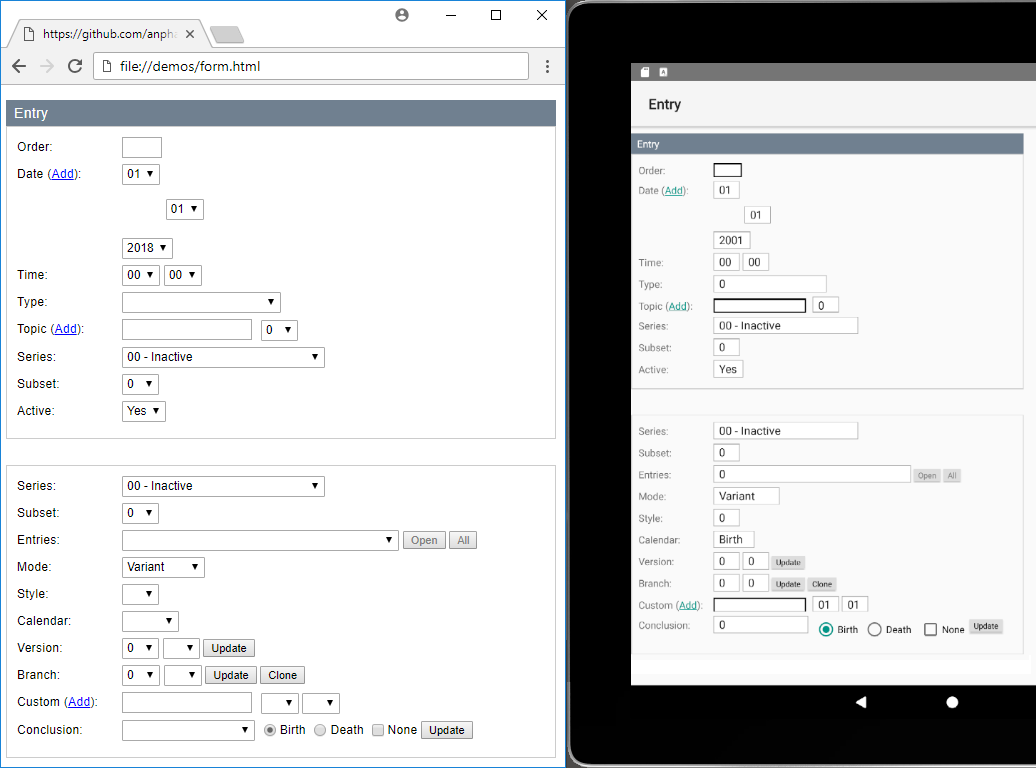 https://github.com/anpha
file://demos/form.html
Entry
Order:
Date (Add): 01
01
2018
Time: 00 00
Type:
Topic (Add): 0
Series: 00 - Inactive
Subset: 0
Active: Yes
Series: 00 - Inactive
Subset: 0
Entries: Open All
Mode: Variant
Style:
Calendar:
Version: 0 Update
Branch: 0 Update Clone
Custom (Add):
Conclusion: Birth Death None Update
Entry
Entry
Order:
Date (Add): 01
01
2001
Time: 00 00
Type: 0
Topic (Add): 0
Series: 00 - Inactive
Subset: 0
Active: Yes
Series: 00 - Inactive
Subset: 0
Entries: 0 Open All
Mode: Variant
Style: 0
Calendar: Birth
Version: 0 0 Update
Branch: 0 0 Update Clone
Custom (Add): 01 01
Conclusion: 0 Birth Death None Update